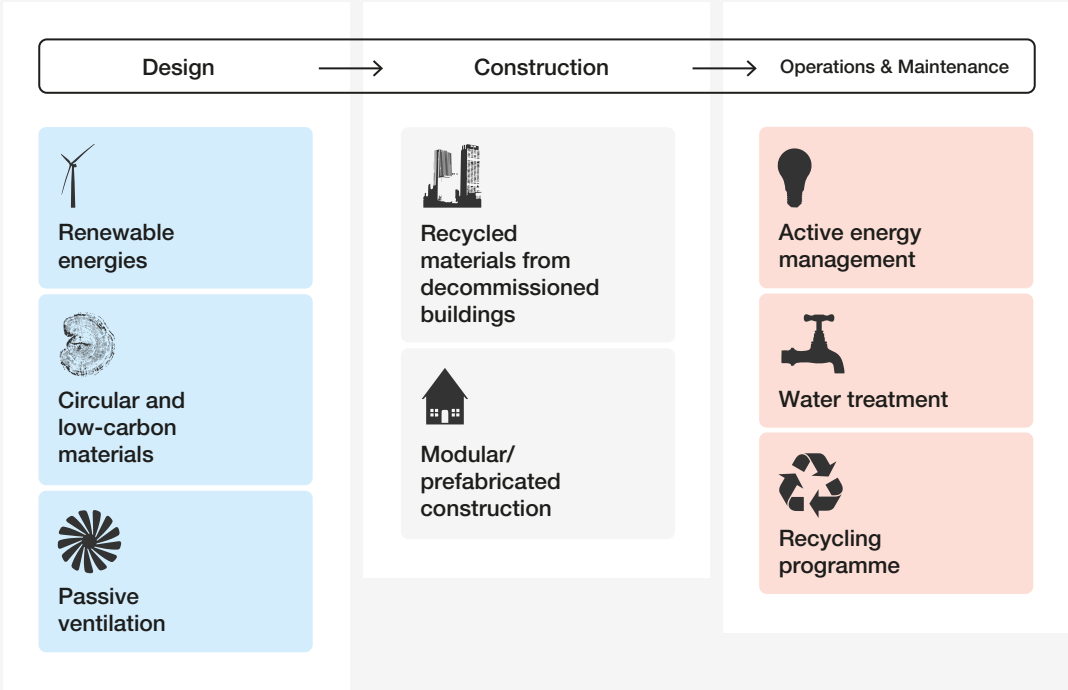 Design
Construction
Operations & Maintenance
Renewable
energies
Circular and
low-carbon
materials
Passive
ventilation
Recycled
materials from
decommissioned
buildings
Modular/
prefabricated
construction
Active energy
management
Water treatment
Recycling
programme